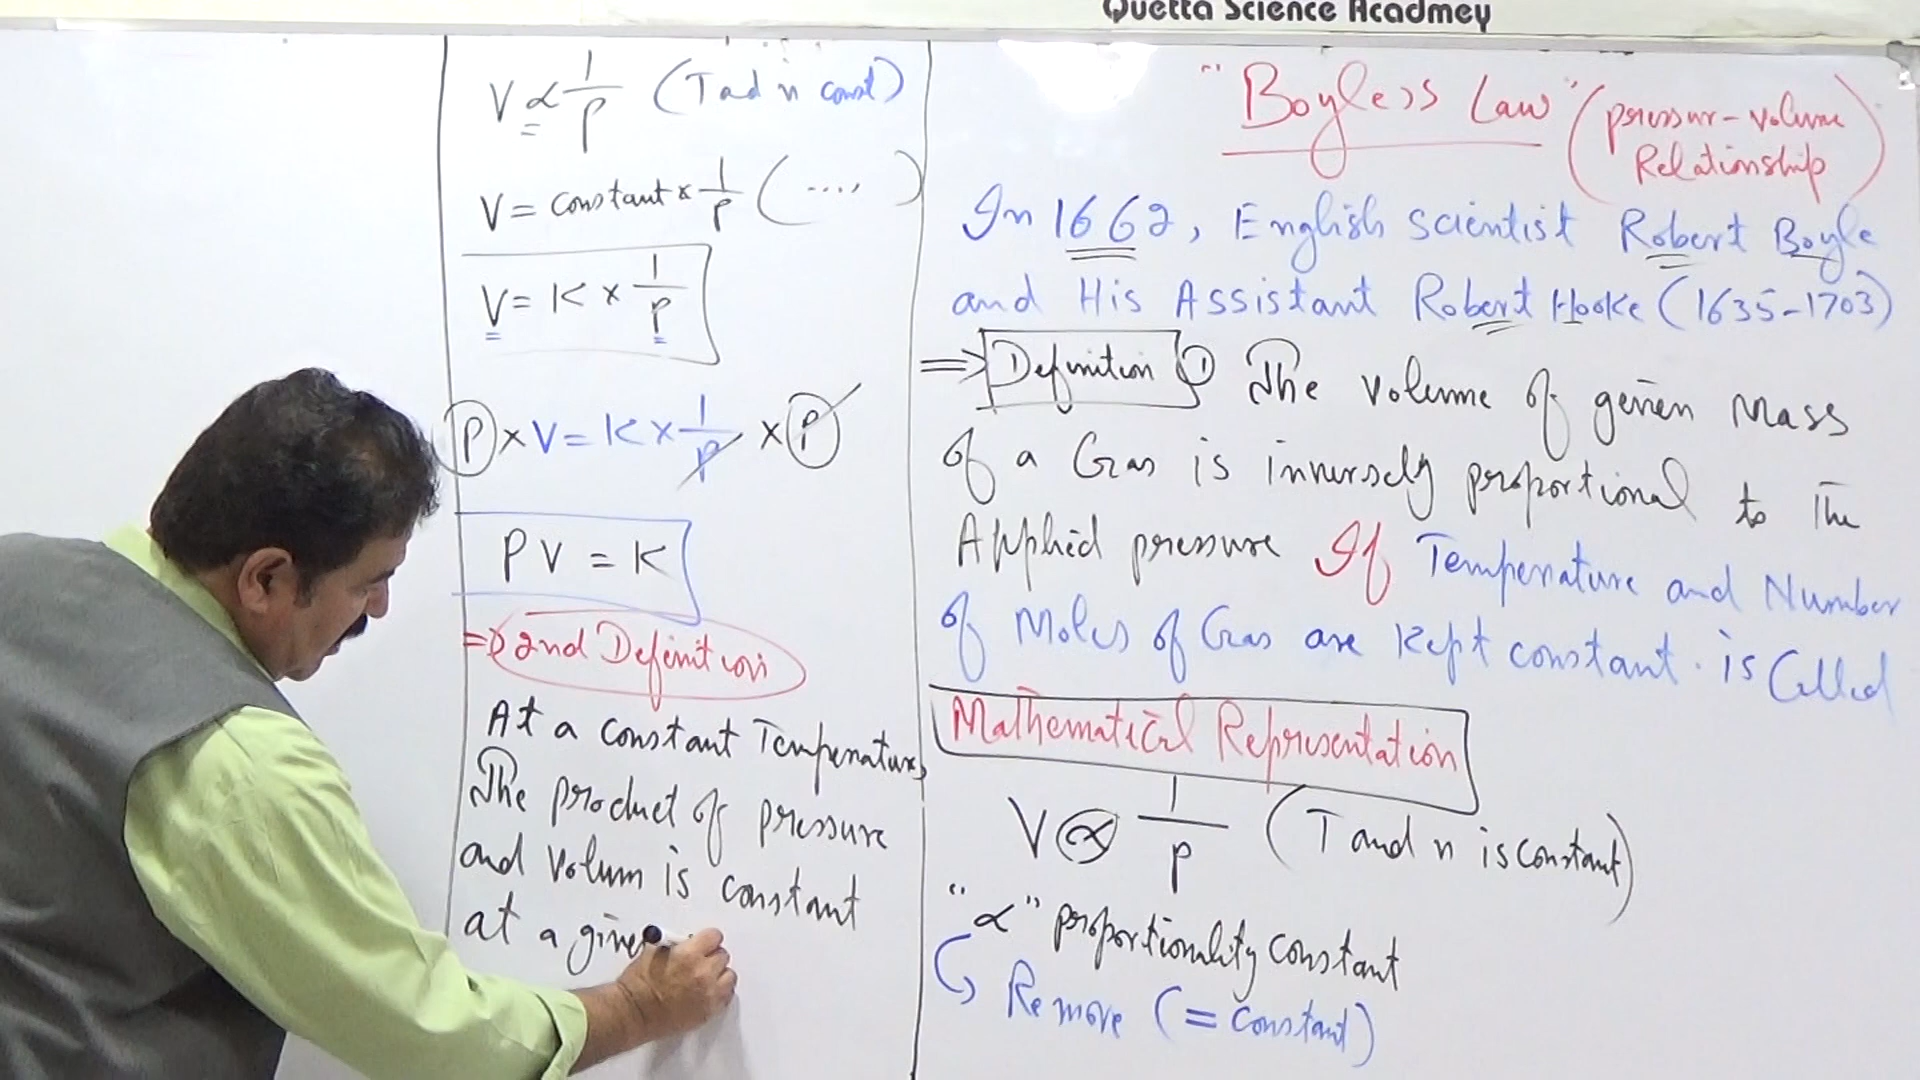 Quetta Science Acadmey
"Boyless Law" (pressur-volume Relationship)
In 1662, English scientist Robert Boyle
and His Assistant Robert Hooke (1635-1703)
=> Definition ① The volume of given Mass
of a Gas is inversely proportional to The
Applied pressure If Temperature and Number
of Moles of Gas are Kept constant. is Called
Mathematical Representation
V ∝ 1/P (T and n is constant)
"∝" proportionality constant
Remove (= constant)
V ∝ 1/P (T ad n const)
V = constant × 1/P (....)
V = K × 1/P
P × V = K × 1/P × P
PV = K
=> 2nd Definition
At a constant Temperature,
The product of pressure
and volum is constant
at a given